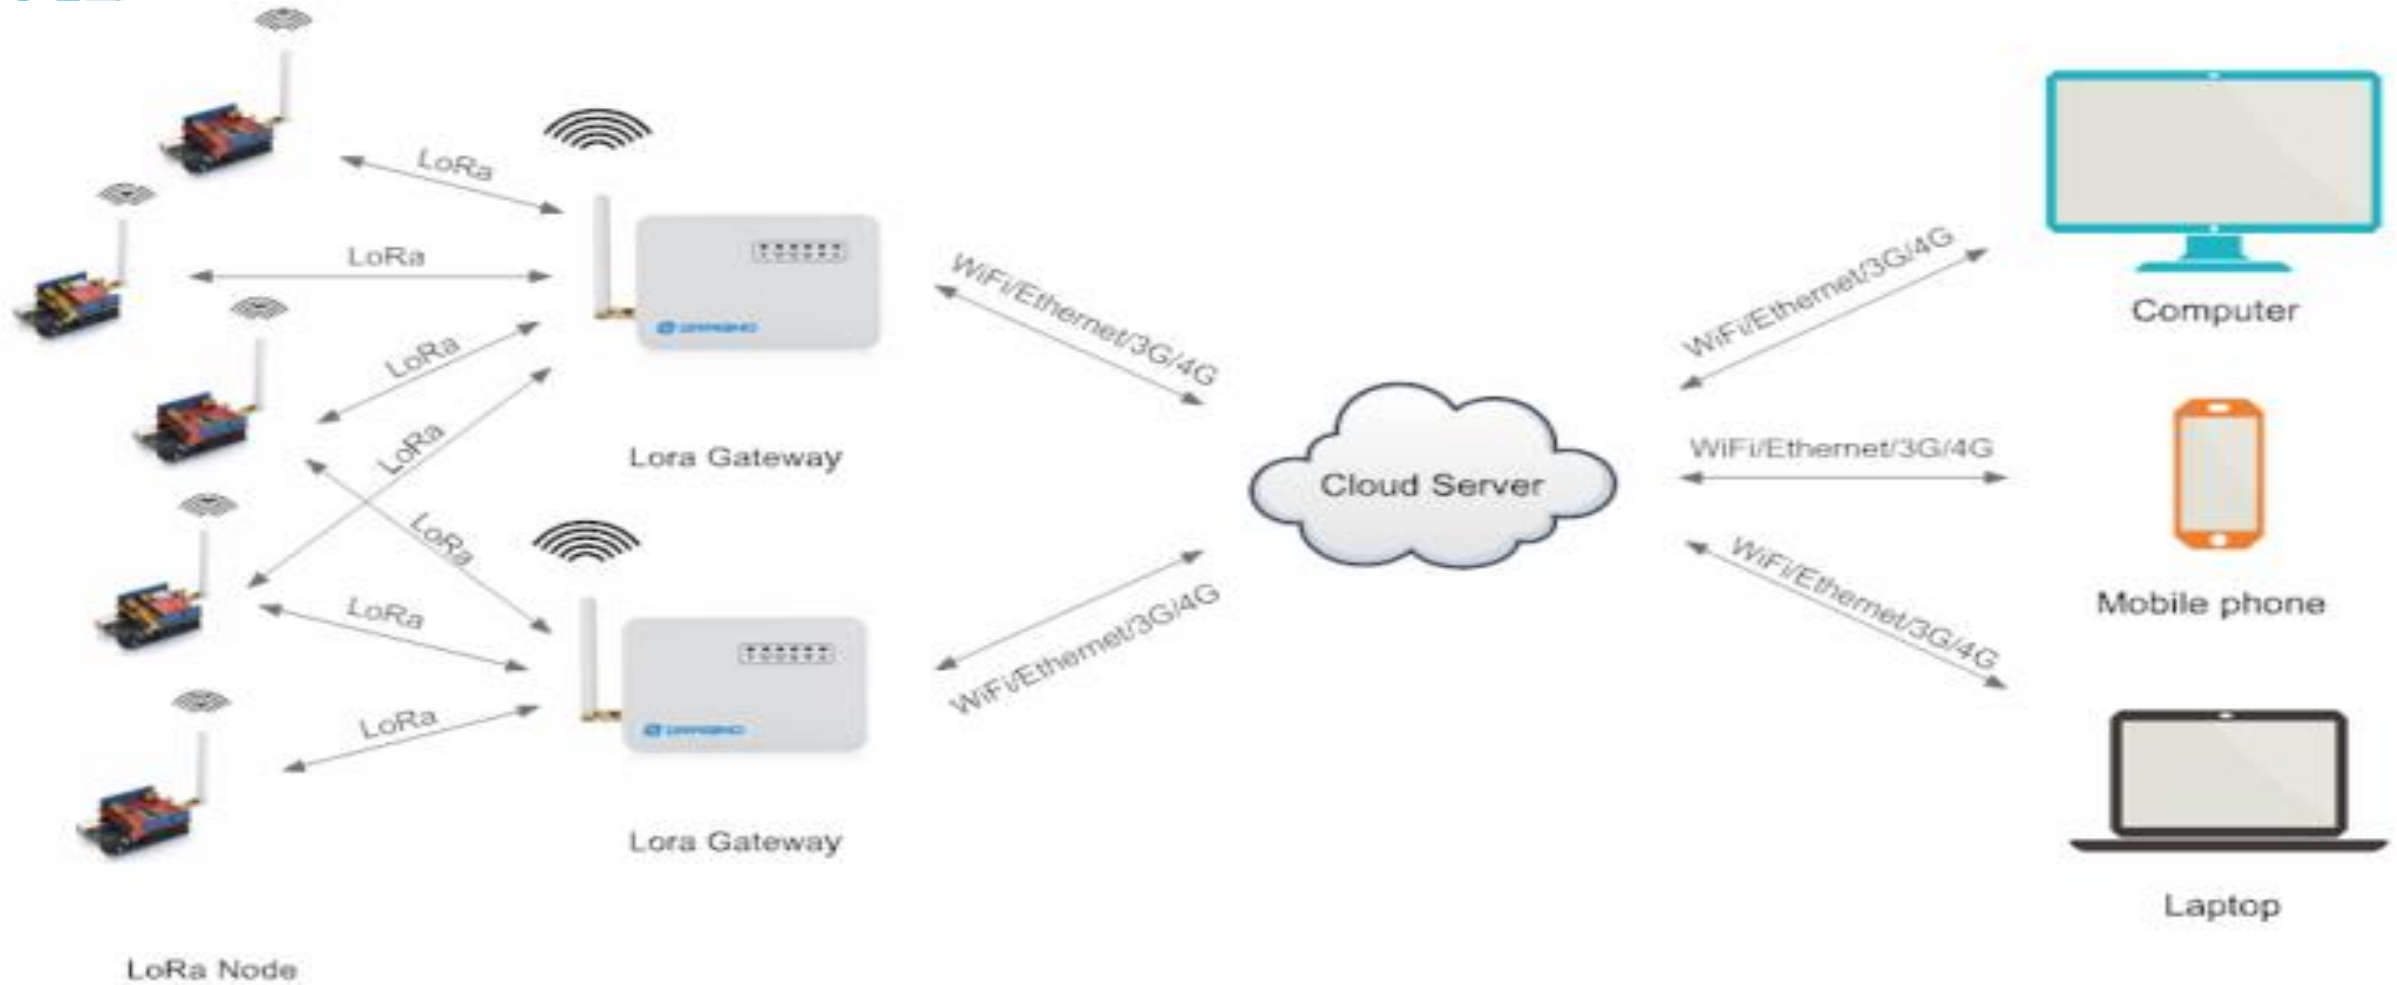 LoRa
LoRa
LoRa
LoRa
LoRa
LoRa
LoRa
Lora Gateway
Lora Gateway
LoRa Node
WiFi/Ethernet/3G/4G
WiFi/Ethernet/3G/4G
Cloud Server
WiFi/Ethernet/3G/4G
WiFi/Ethernet/3G/4G
WiFi/Ethernet/3G/4G
Computer
Mobile phone
Laptop